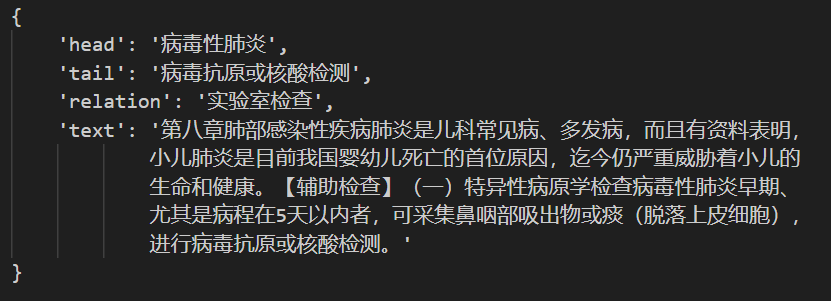 {
'head': '病毒性肺炎',
'tail': '病毒抗原或核酸检测',
'relation': '实验室检查',
'text': '第八章肺部感染性疾病肺炎是儿科常见病、多发病，而且有资料表明，
小儿肺炎是目前我国婴幼儿死亡的首位原因，迄今仍严重威胁着小儿的
生命和健康。【辅助检查】（一）特异性病原学检查病毒性肺炎早期、
尤其是病程在5天以内者，可采集鼻咽部吸出物或痰（脱落上皮细胞），
进行病毒抗原或核酸检测。'
}